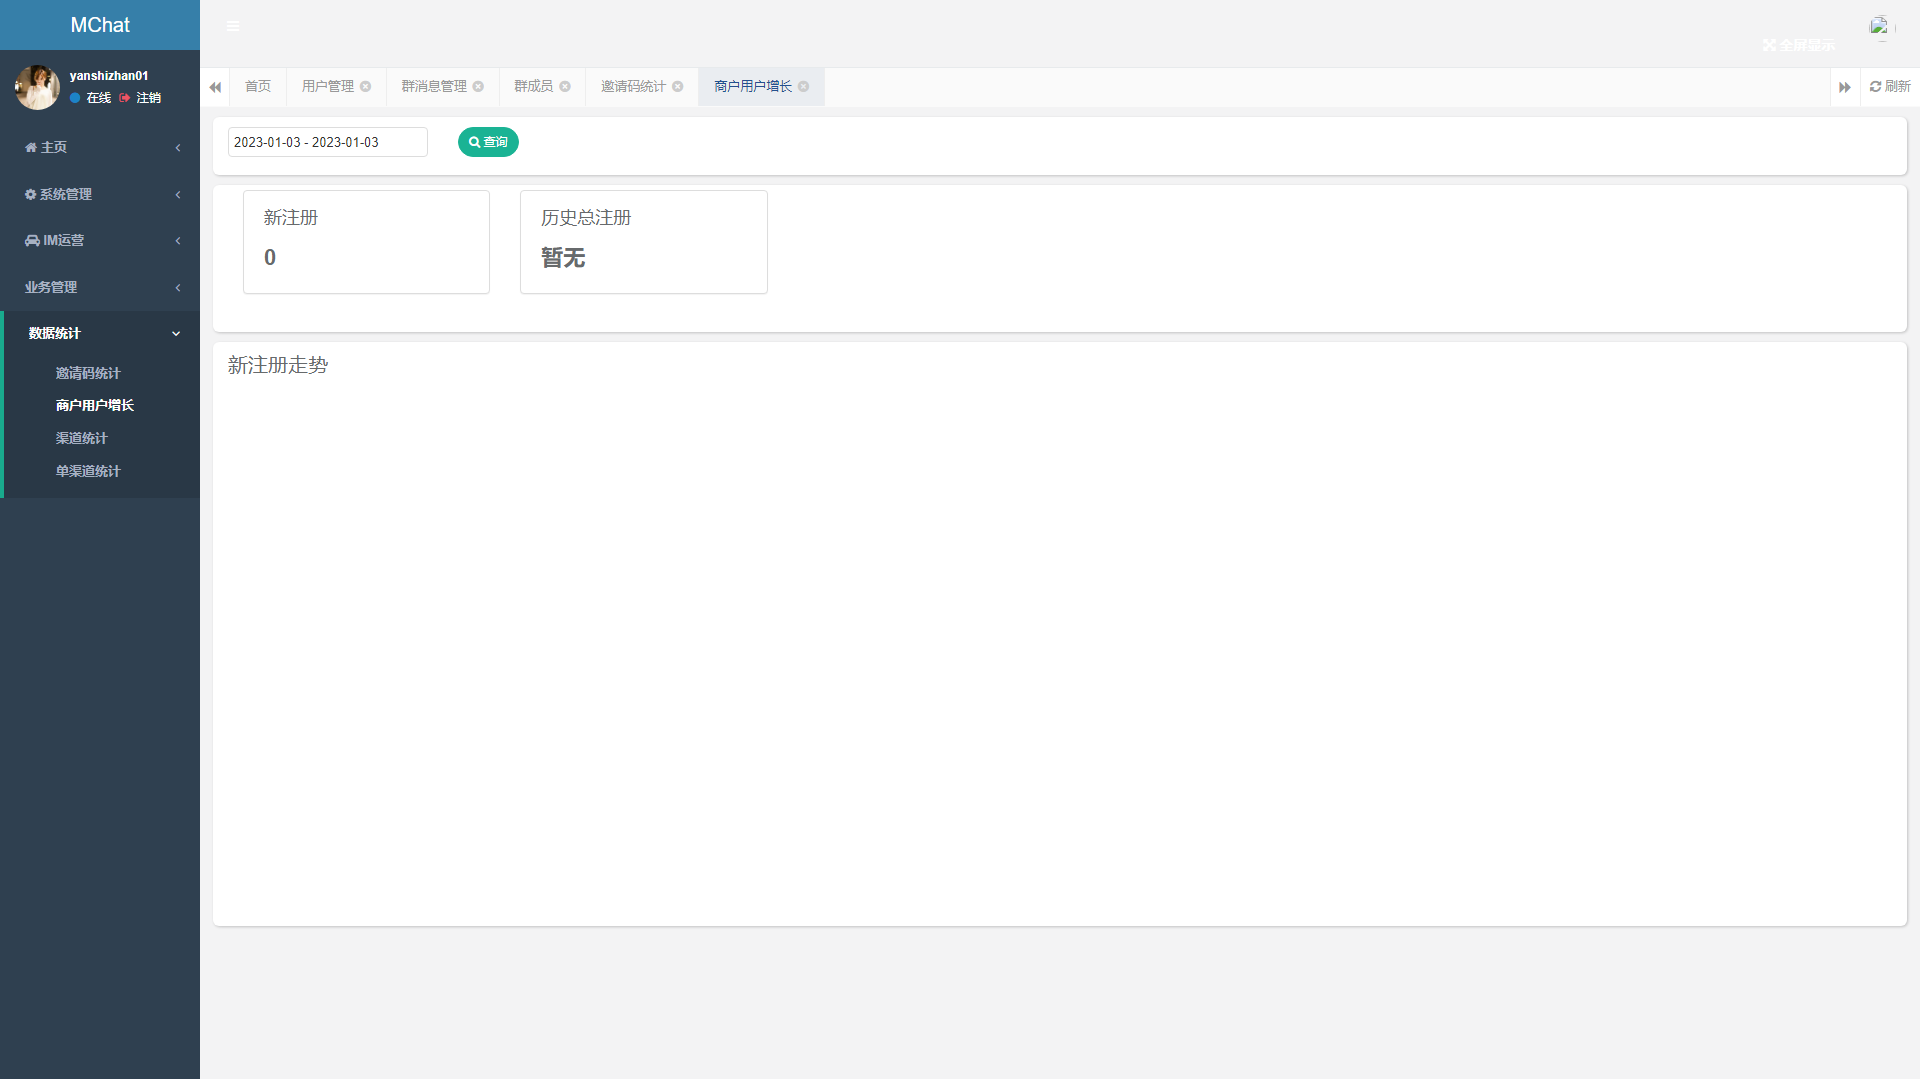 MChat
yanshizhan01
在线 注销
主页
系统管理
IM运营
业务管理
数据统计
邀请码统计
商户用户增长
渠道统计
单渠道统计
全屏显示
首页 用户管理 群消息管理 群成员 邀请码统计 商户用户增长 刷新
2023-01-03 - 2023-01-03 查询
新注册 历史总注册
0 暂无
新注册走势